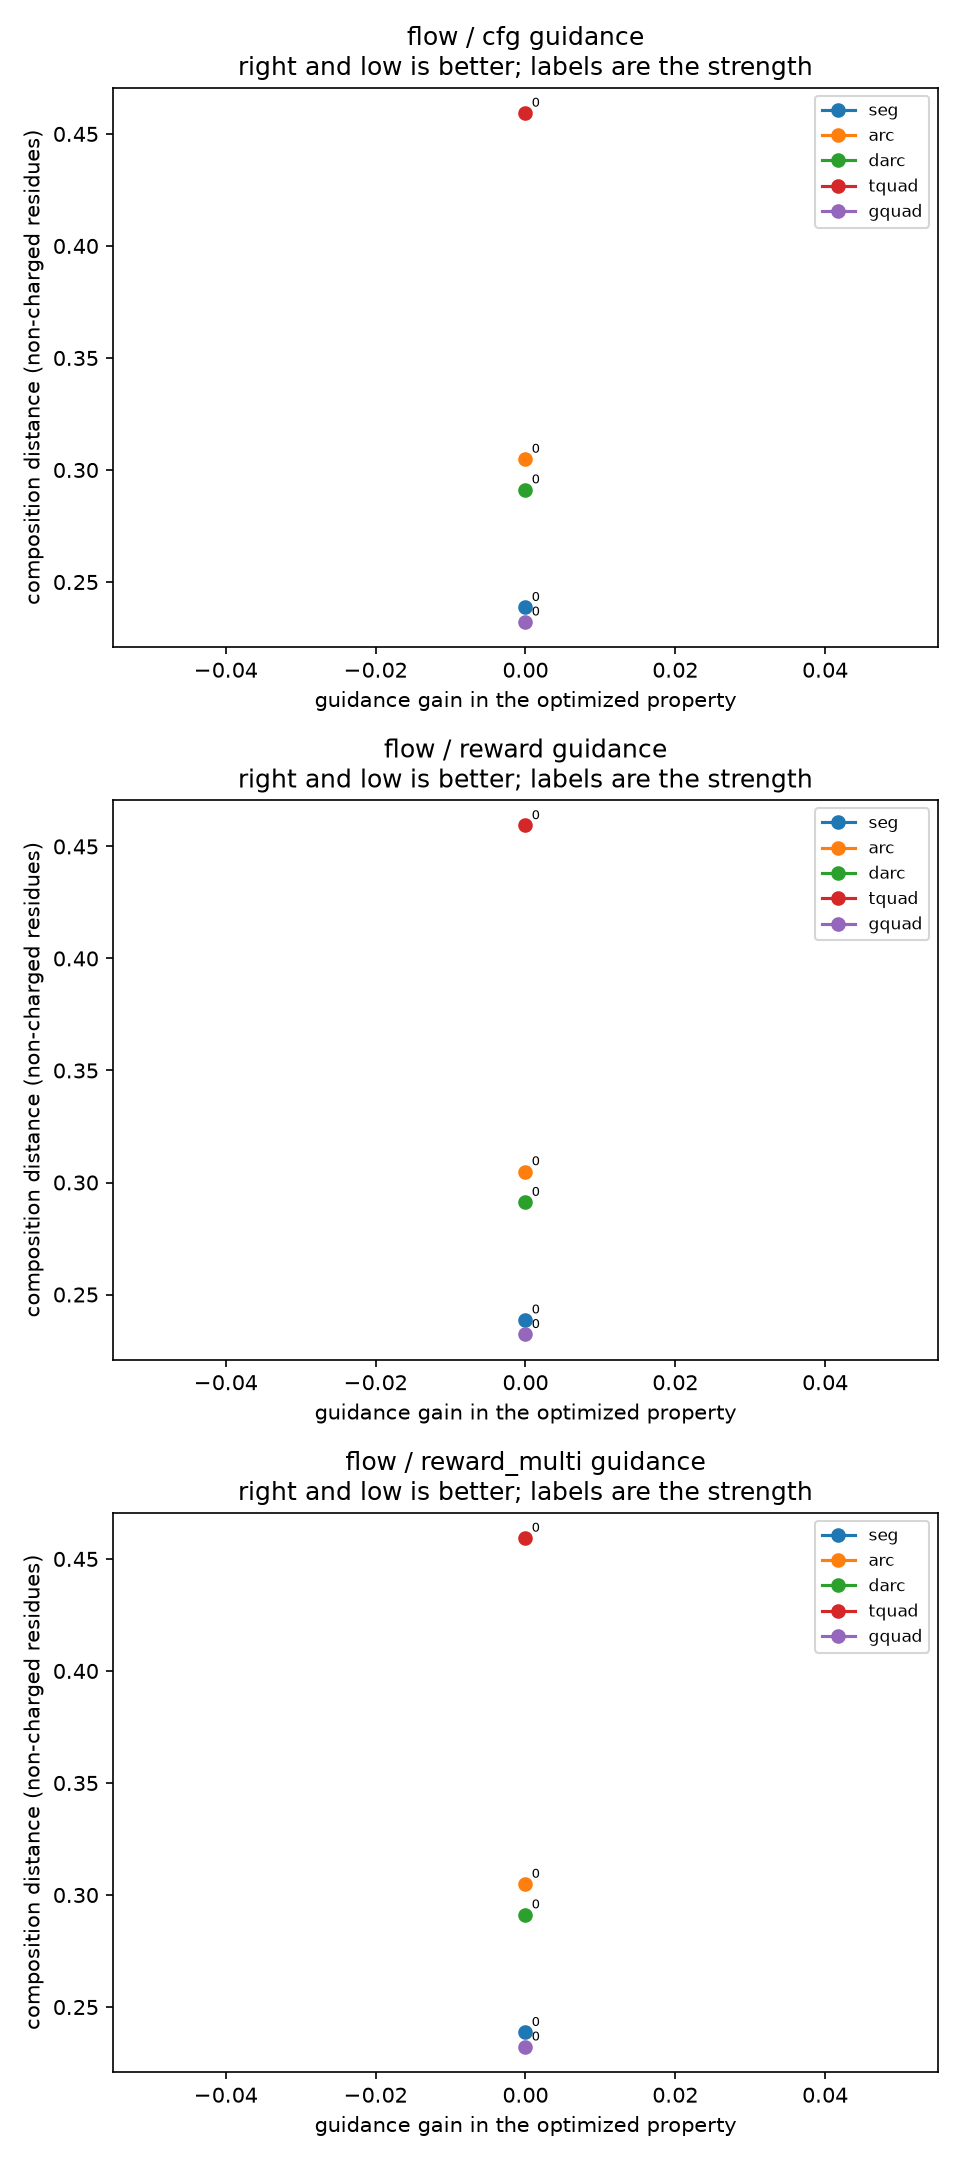 flow / cfg guidance
right and low is better; labels are the strength
composition distance (non-charged residues)
0.45
0.40
0.35
0.30
0.25
0
0
0
0
0
seg
arc
darc
tquad
gquad
−0.04
−0.02
0.00
0.02
0.04
guidance gain in the optimized property
flow / reward guidance
right and low is better; labels are the strength
composition distance (non-charged residues)
0.45
0.40
0.35
0.30
0.25
0
0
0
0
0
seg
arc
darc
tquad
gquad
−0.04
−0.02
0.00
0.02
0.04
guidance gain in the optimized property
flow / reward_multi guidance
right and low is better; labels are the strength
composition distance (non-charged residues)
0.45
0.40
0.35
0.30
0.25
0
0
0
0
0
seg
arc
darc
tquad
gquad
−0.04
−0.02
0.00
0.02
0.04
guidance gain in the optimized property